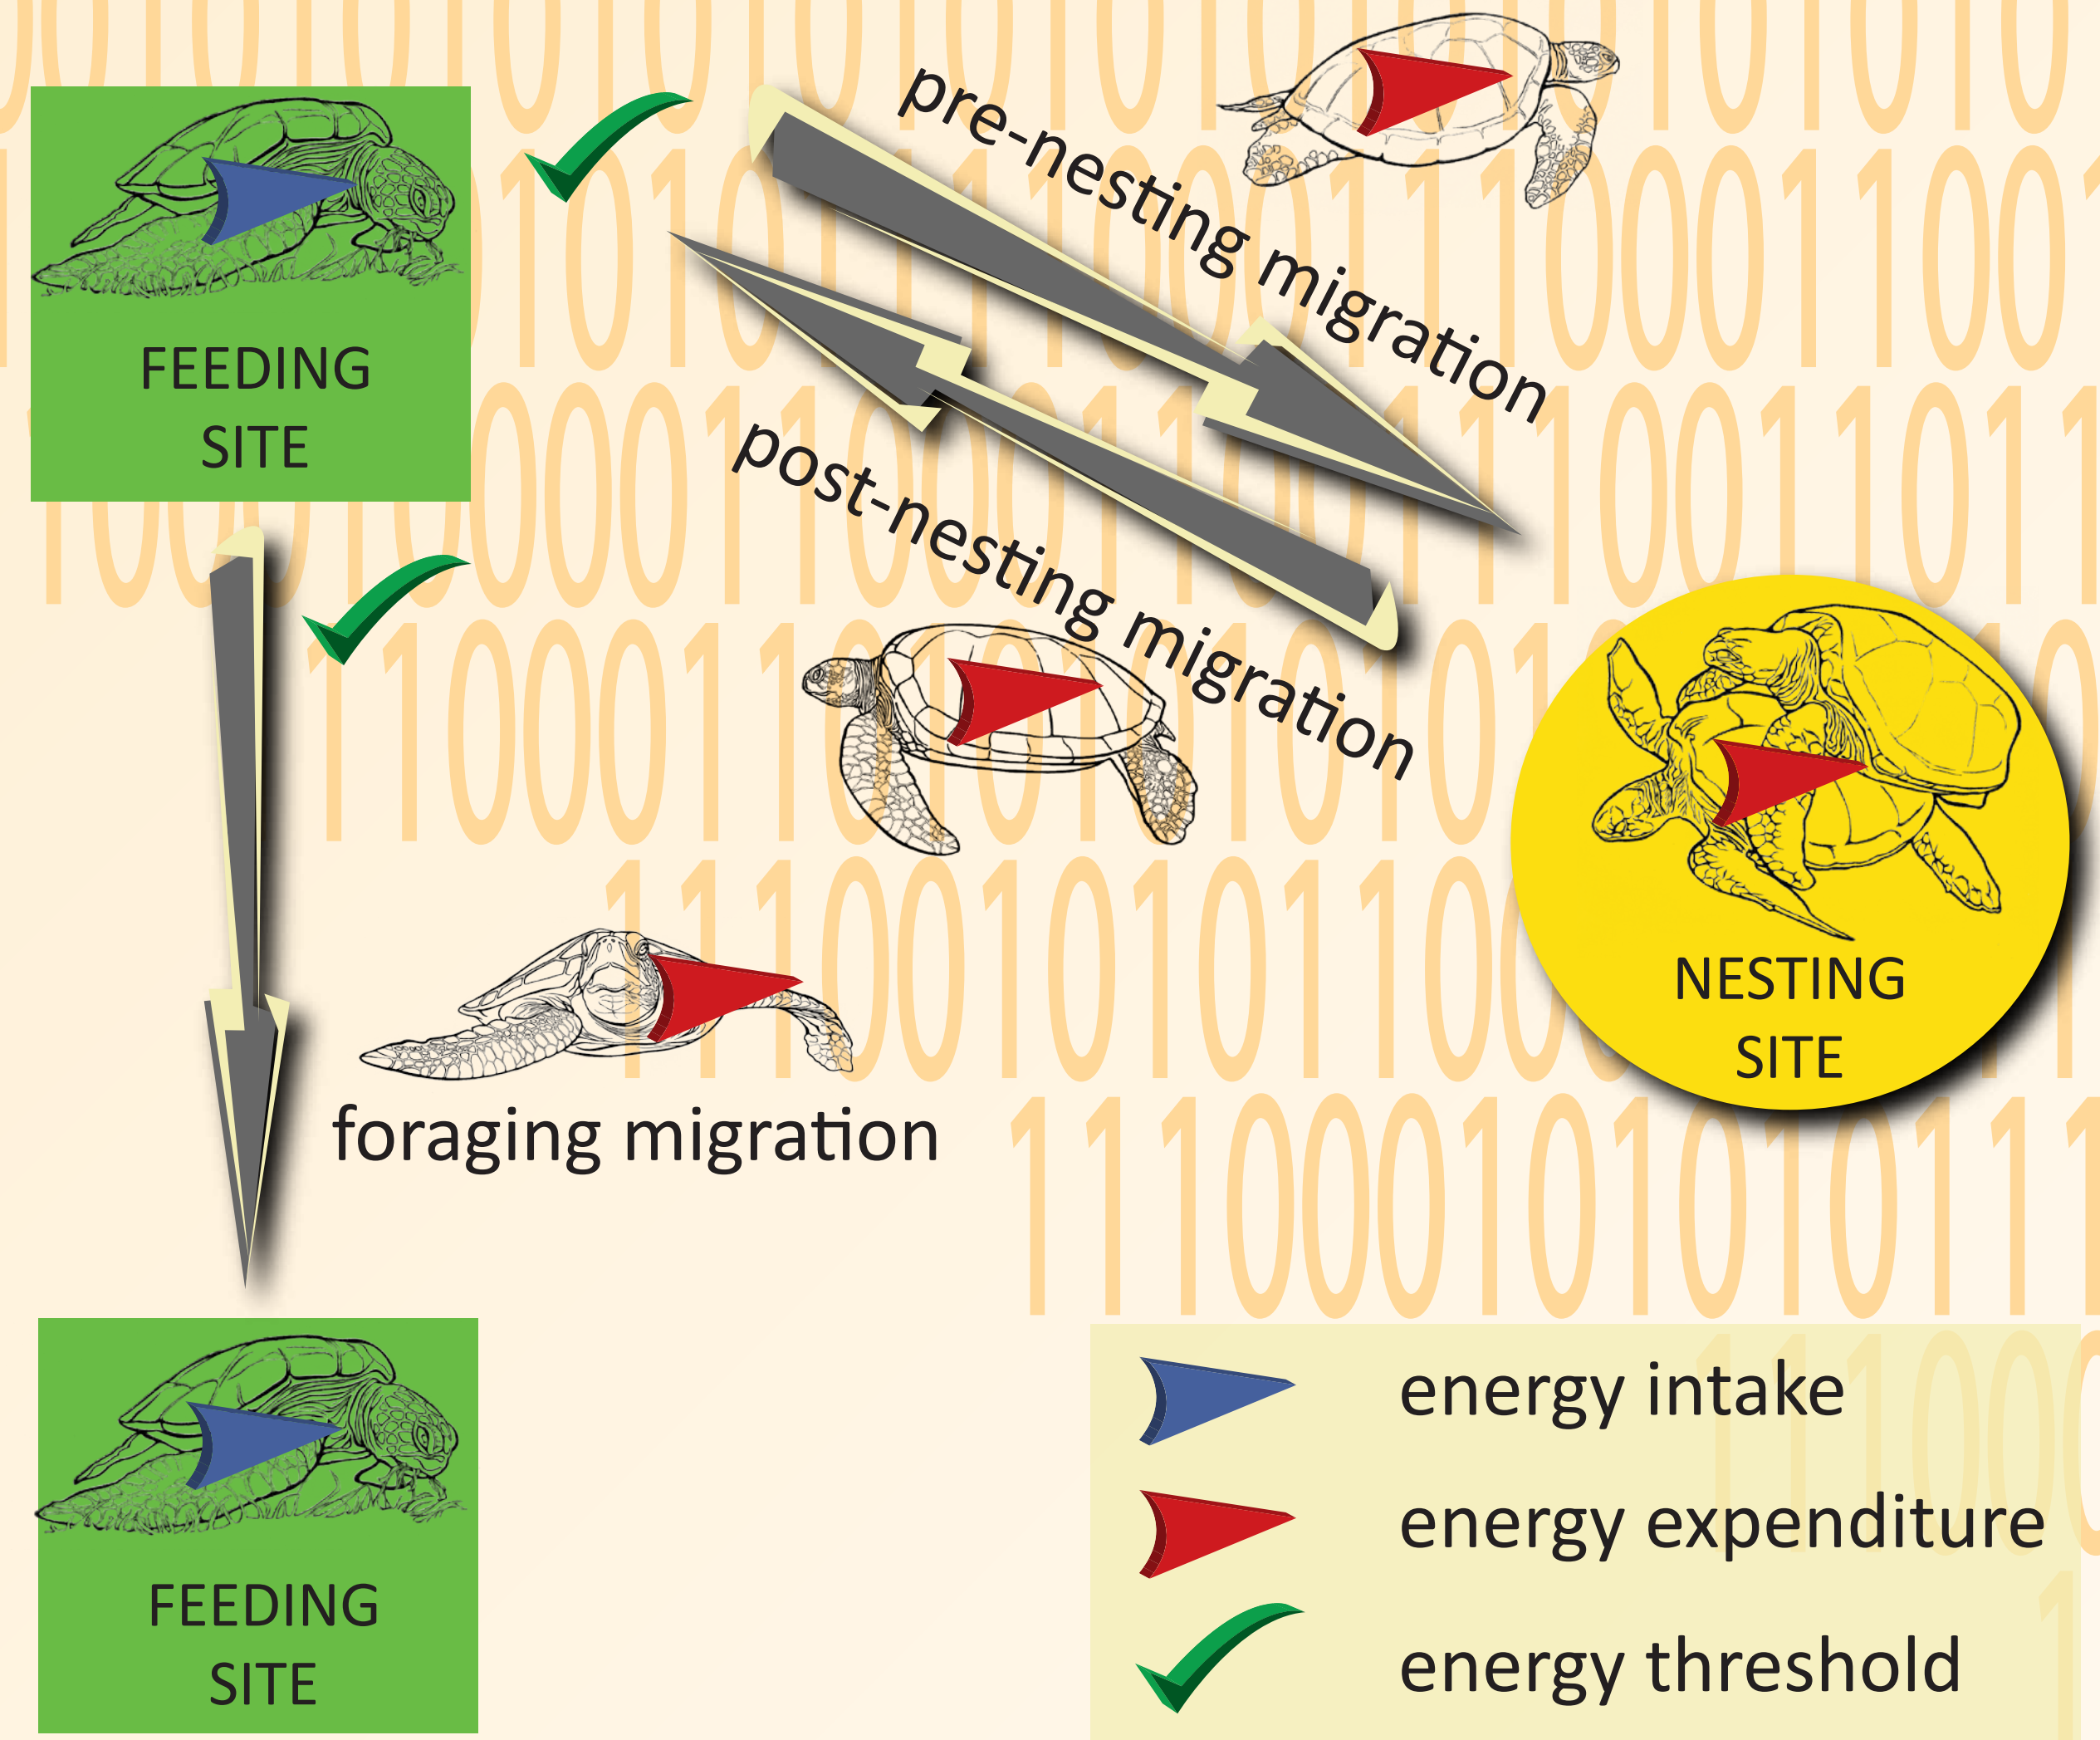 pre-nesting migration
FEEDING
SITE
post-nesting migration
NESTING
SITE
foraging migration
FEEDING
SITE
energy intake
energy expenditure
energy threshold